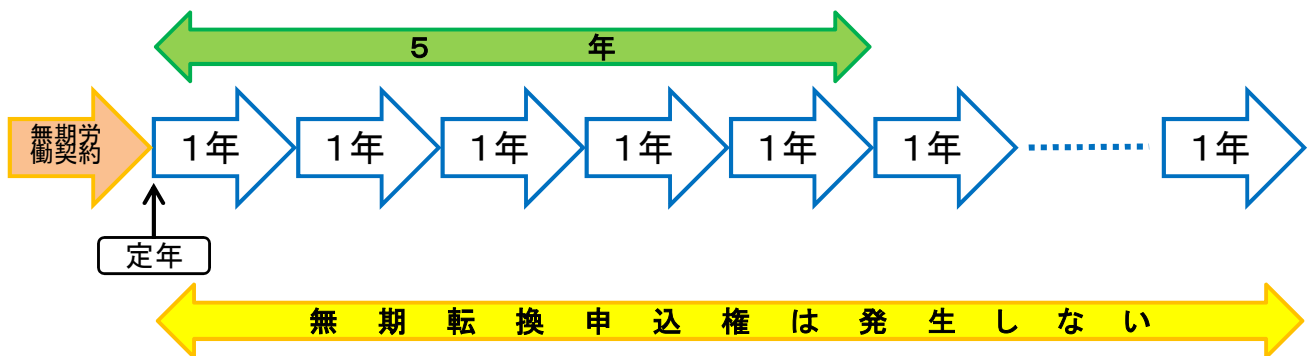 ５年
無期労
働契約
１年
１年
１年
１年
１年
１年
１年
定年
無期転換申込権は発生しない